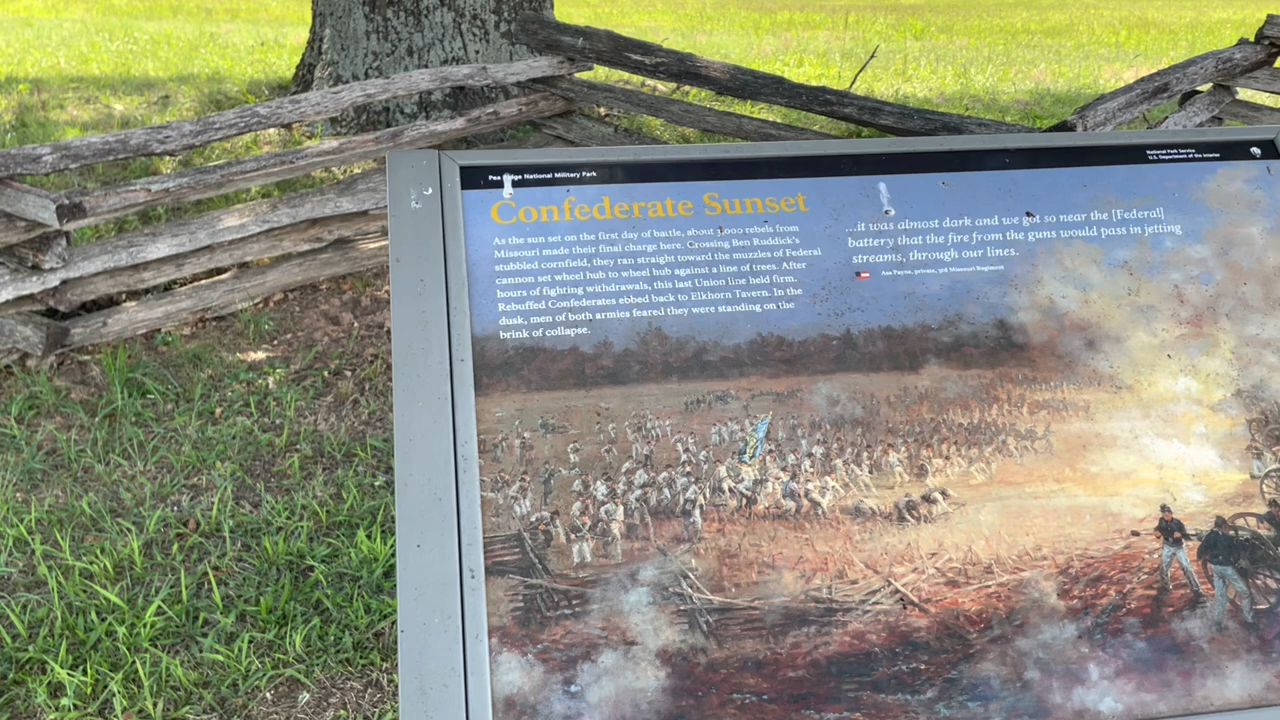 Pea Ridge National Military Park
National Park Service
U.S. Department of the Interior
Confederate Sunset
As the sun set on the first day of battle, about 3,000 rebels from
Missouri made their final charge here. Crossing Ben Ruddick's
stubbled cornfield, they ran straight toward the muzzles of Federal
cannon set wheel hub to wheel hub against a line of trees. After
hours of fighting withdrawals, this last Union line held firm.
Rebuffed Confederates ebbed back to Elkhorn Tavern. In the
dusk, men of both armies feared they were standing on the
brink of collapse.
...it was almost dark and we got so near the [Federal]
battery that the fire from the guns would pass in jetting
streams, through our lines.
Asa Payne, private, 3rd Missouri Regiment